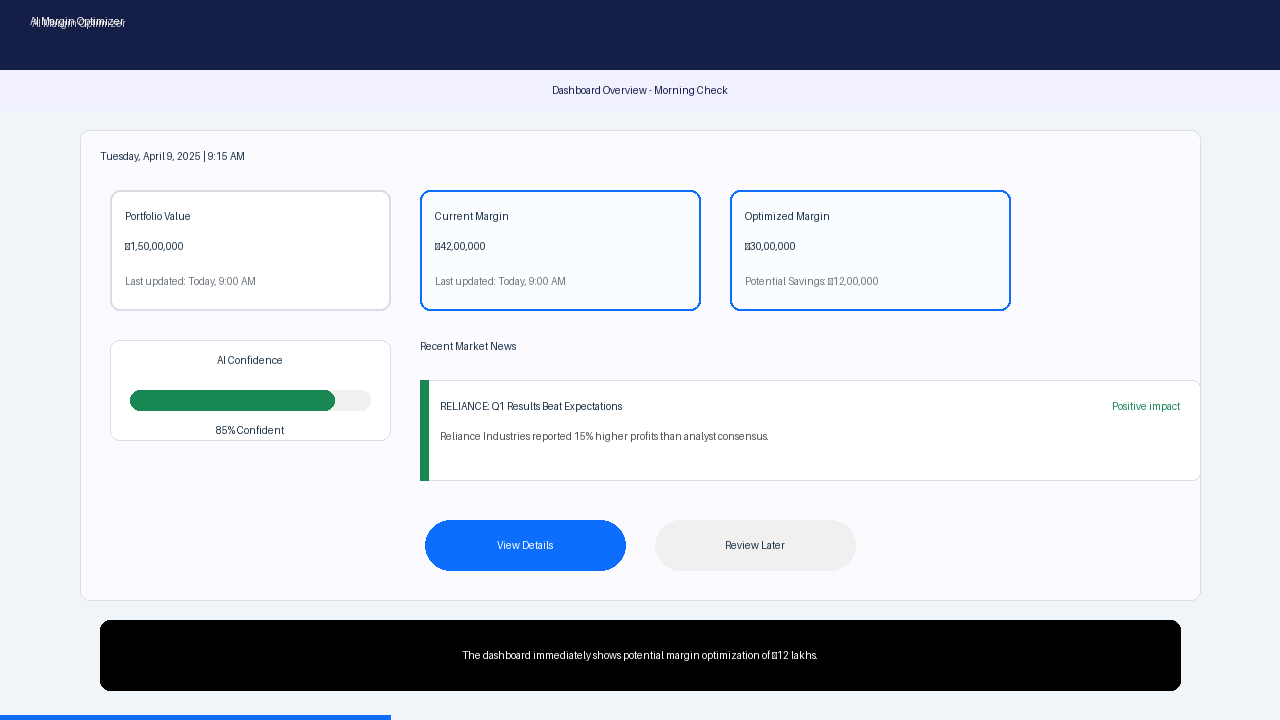 AI Margin Optimizer
Dashboard Overview - Morning Check
Tuesday, April 9, 2025 | 9:15 AM
Portfolio Value
1,50,00,000
Last updated: Today, 9:00 AM
Current Margin
42,00,000
Last updated: Today, 9:00 AM
Optimized Margin
30,00,000
Potential Savings: 12,00,000
AI Confidence
85% Confident
Recent Market News
RELIANCE: Q1 Results Beat Expectations
Positive impact
Reliance Industries reported 15% higher profits than analyst consensus.
View Details
Review Later
The dashboard immediately shows potential margin optimization of 12 lakhs.